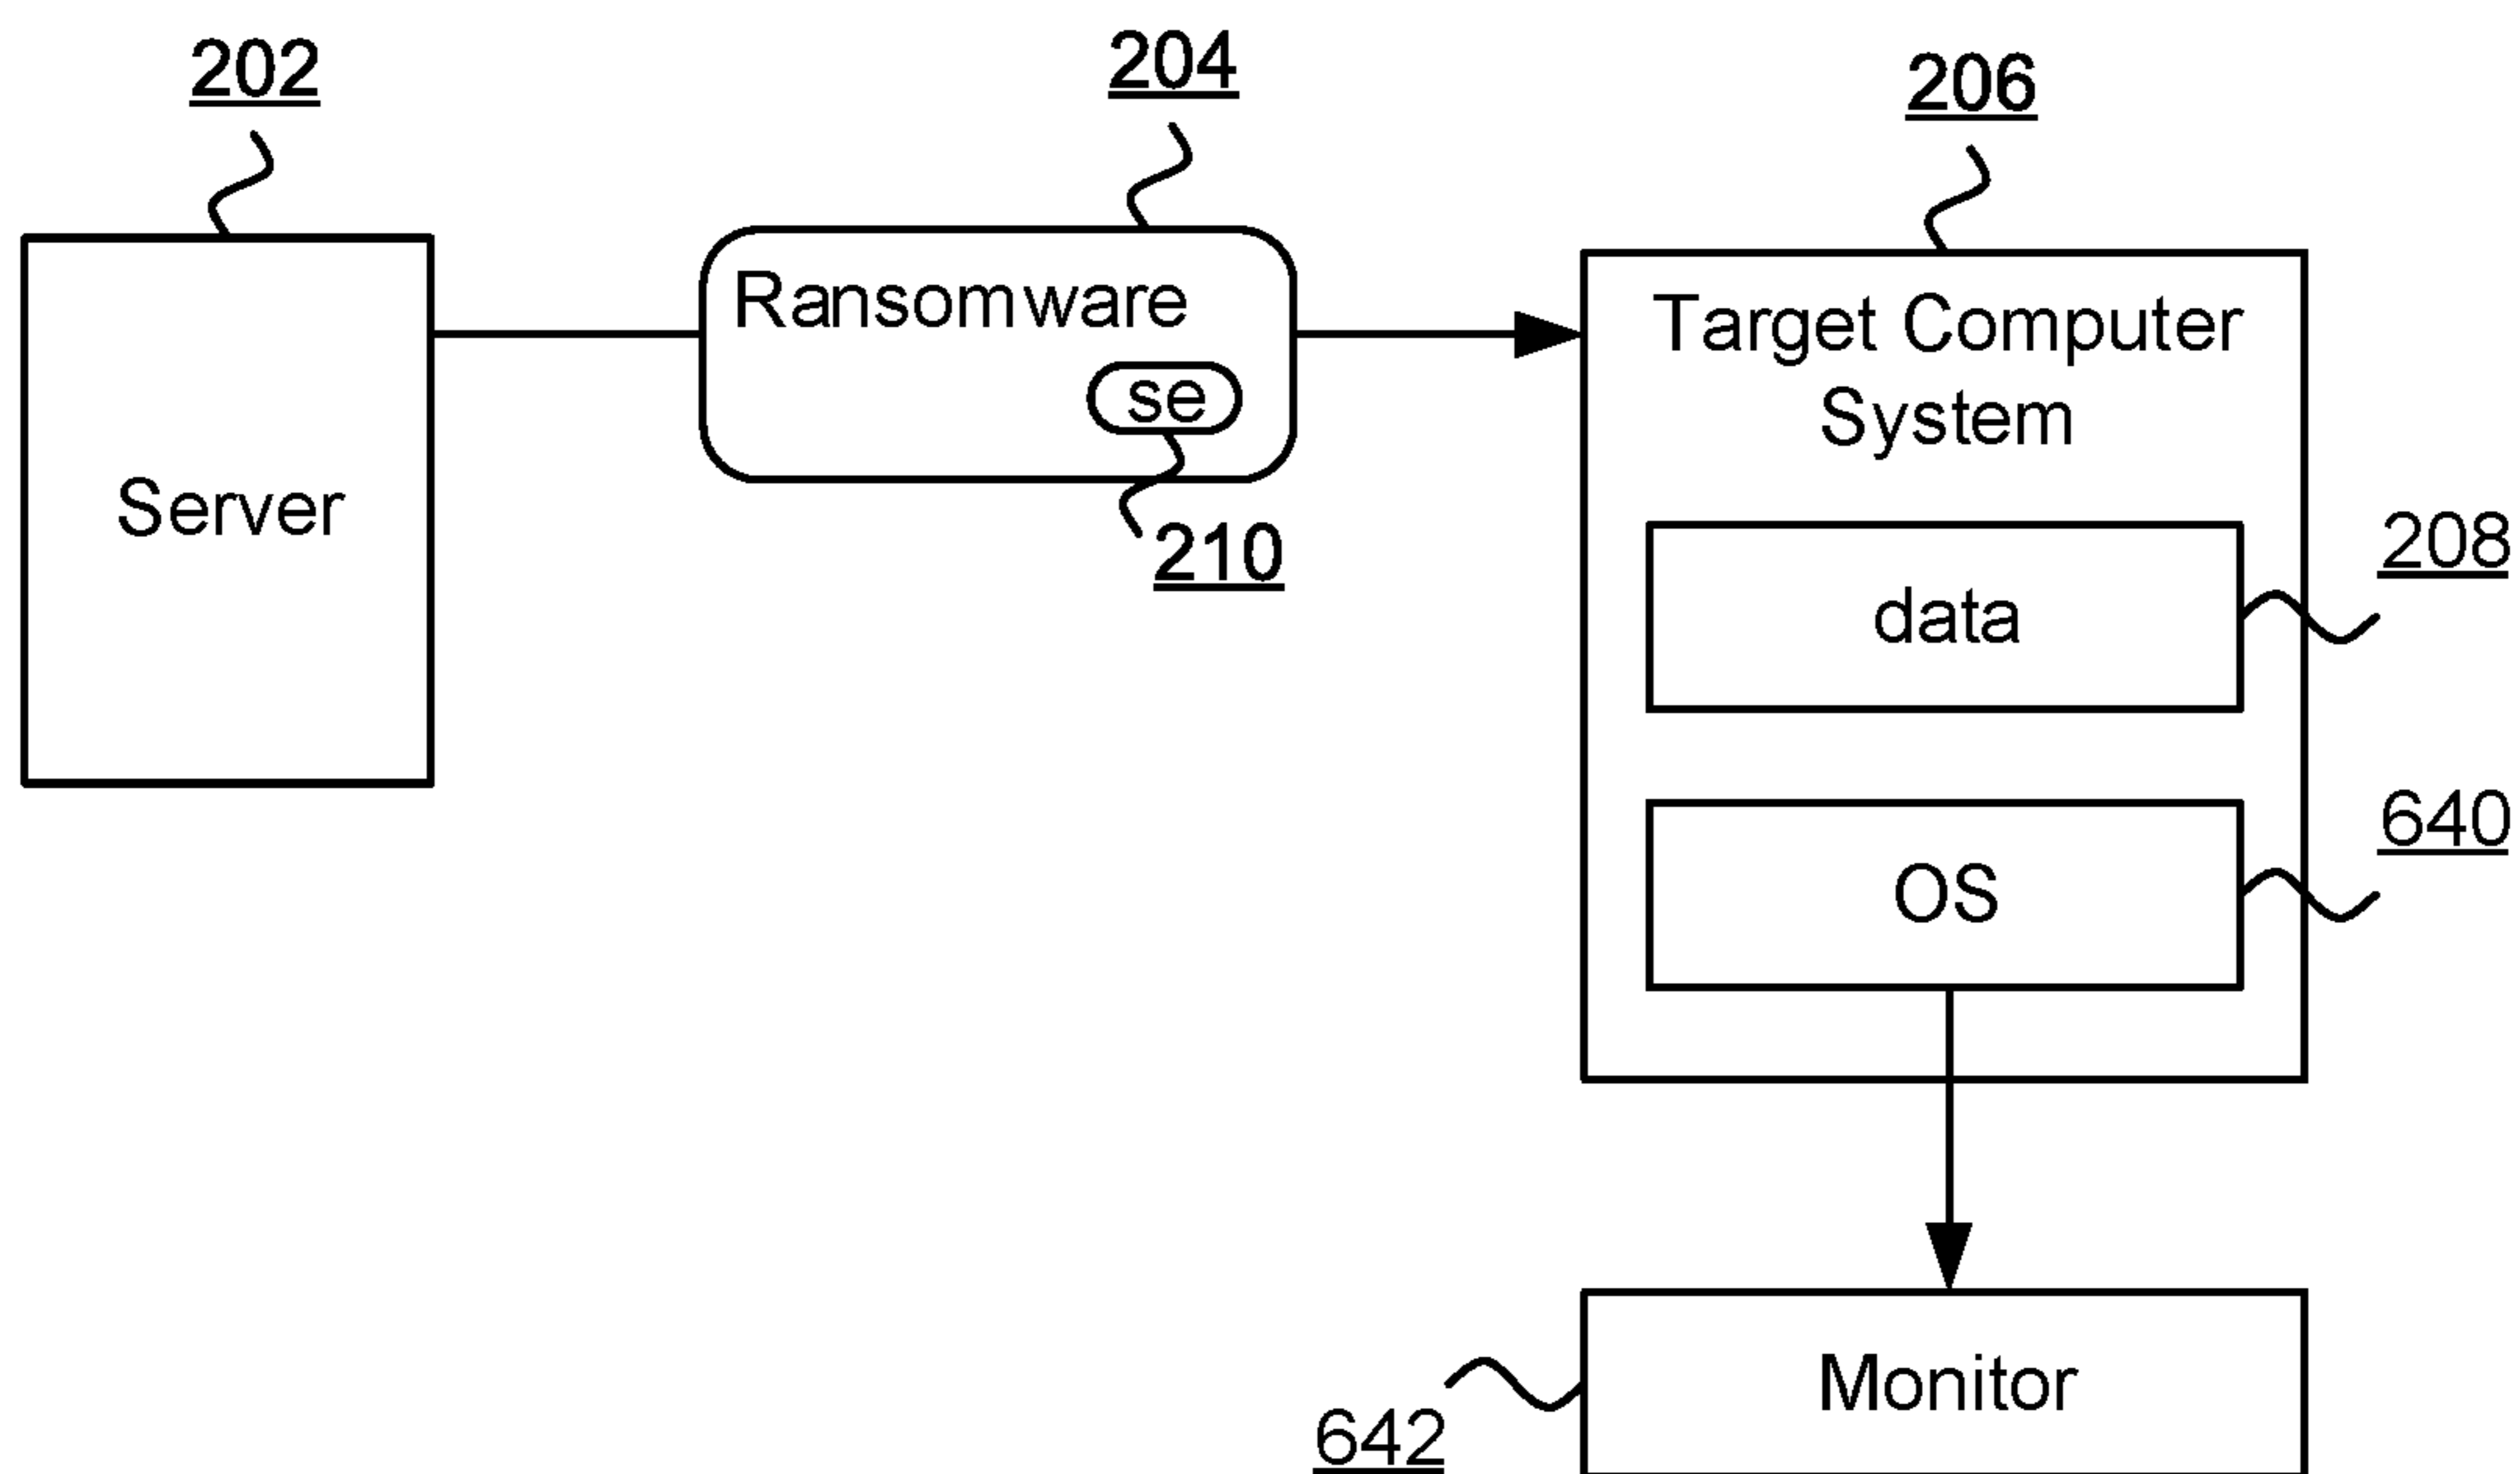 202
204
206
Ransomware
se
210
Server
Target Computer
System
data
208
OS
640
Monitor
642